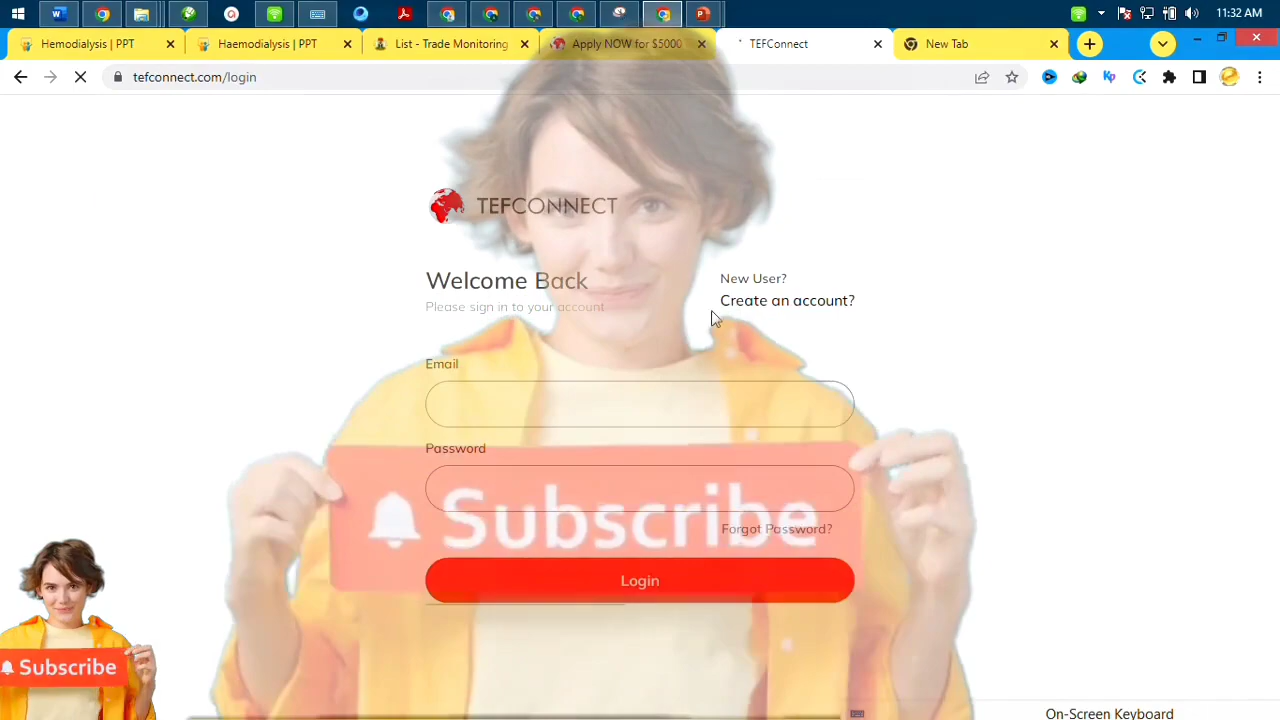 11:32 AM
Hemodialysis | PPT
Haemodialysis | PPT
List - Trade Monitoring
Apply NOW for $5000
TEFConnect
New Tab
tefconnect.com/login
TEFCONNECT
Welcome Back
Please sign in to your account
New User?
Create an account?
Email
Password
Subscribe
Forgot Password?
Login
Subscribe
On-Screen Keyboard